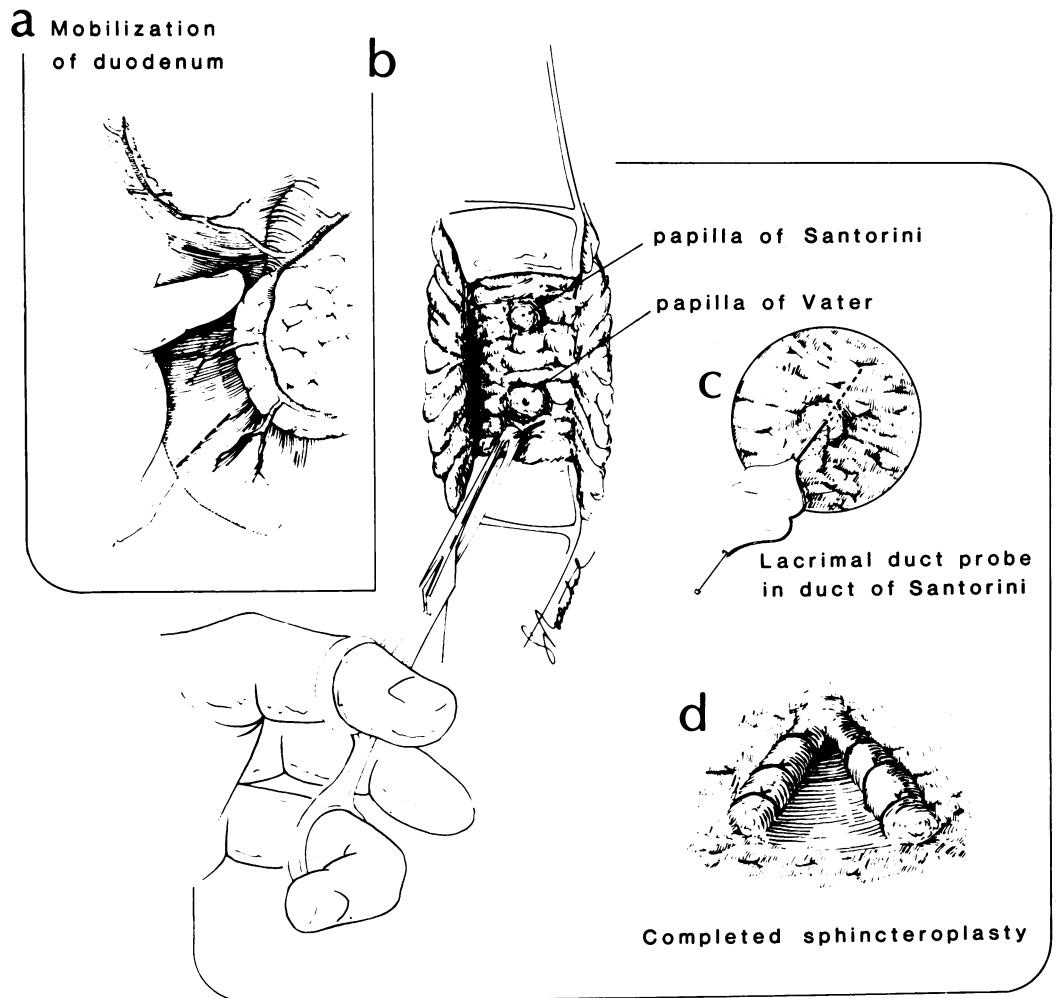 a Mobilization
of duodenum
b
papilla of Santorini
papilla of Vater
c
Lacrimal duct probe
in duct of Santorini
d
Completed sphincteroplasty